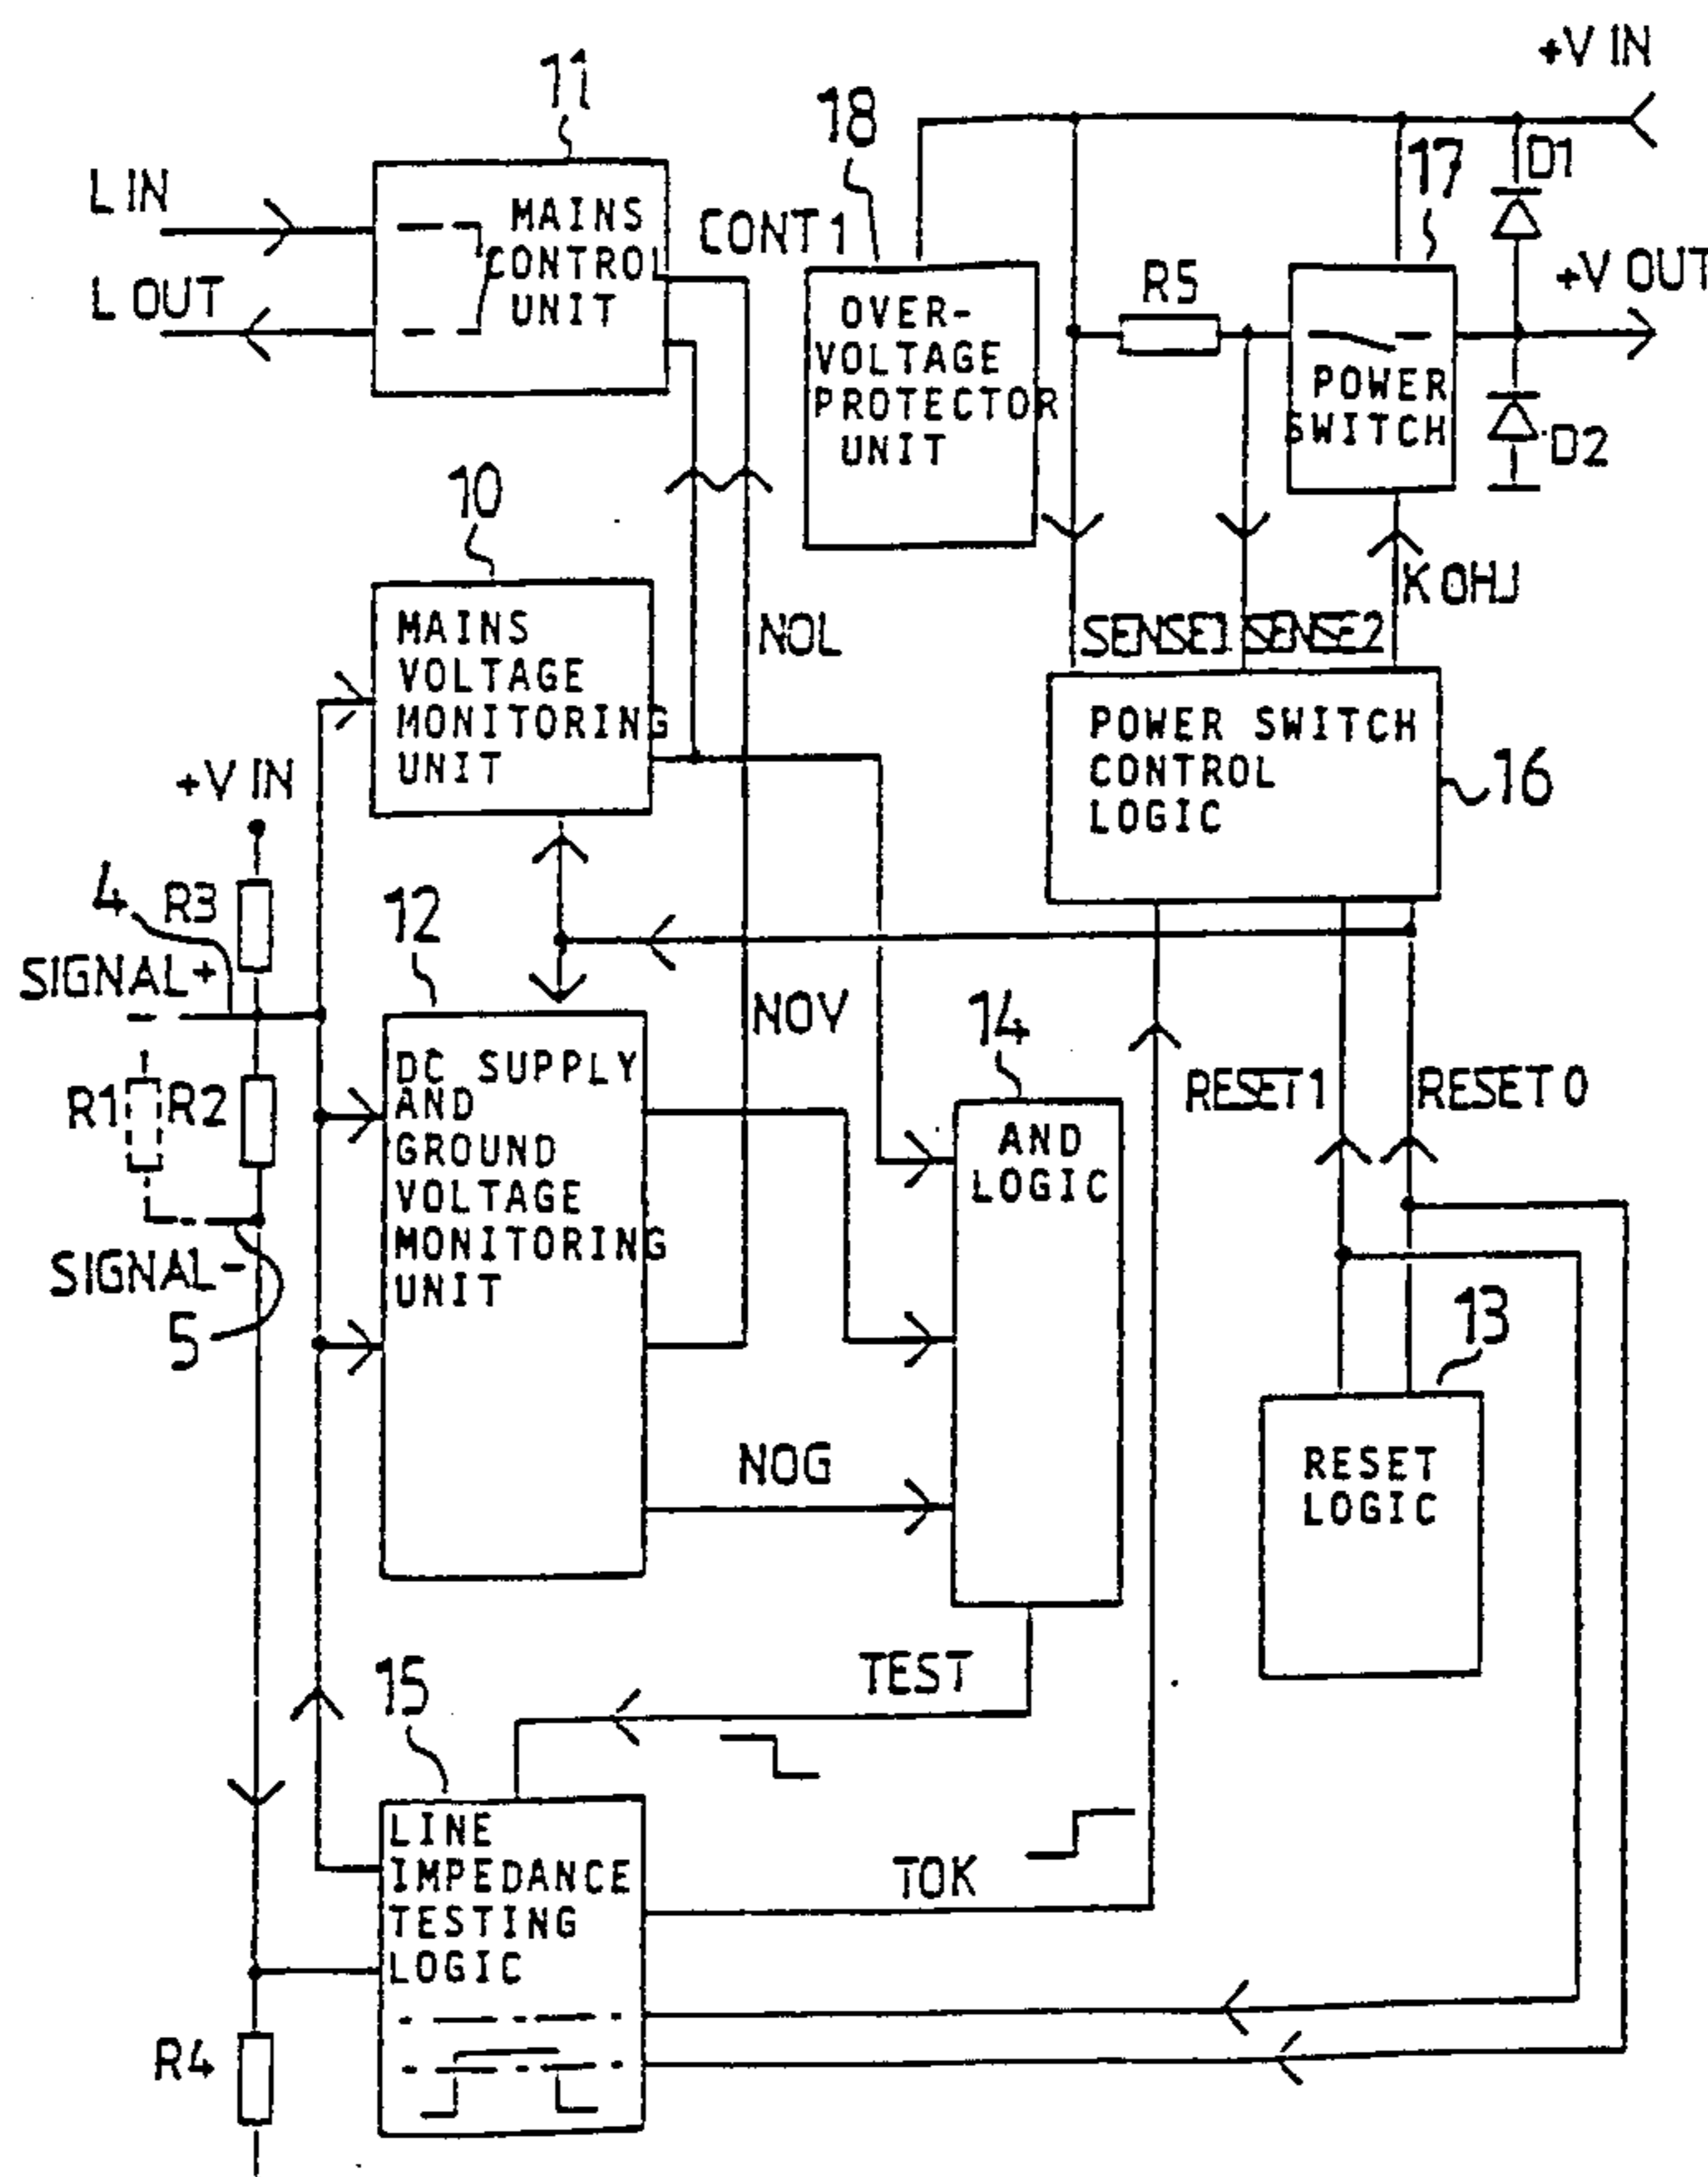 +V IN
11
18
17
D1
L IN
MAINS
CONTROL
UNIT
CONT 1
L OUT
R5
+V OUT
OVER-
VOLTAGE
PROTECTOR
UNIT
POWER
SWITCH
D2
10
K OHJ
MAINS
VOLTAGE
MONITORING
UNIT
NOL
SENSE1
SENSE2
POWER SWITCH
CONTROL
LOGIC
16
+V IN
4
R3
12
SIGNAL+
NOV
14
DC SUPPLY
AND
GROUND
VOLTAGE
MONITORING
UNIT
R1
R2
RESET 1
RESET 0
AND
LOGIC
SIGNAL-
5
13
NOG
RESET
LOGIC
15
TEST
LINE
IMPEDANCE
TESTING
LOGIC
TOK
R4